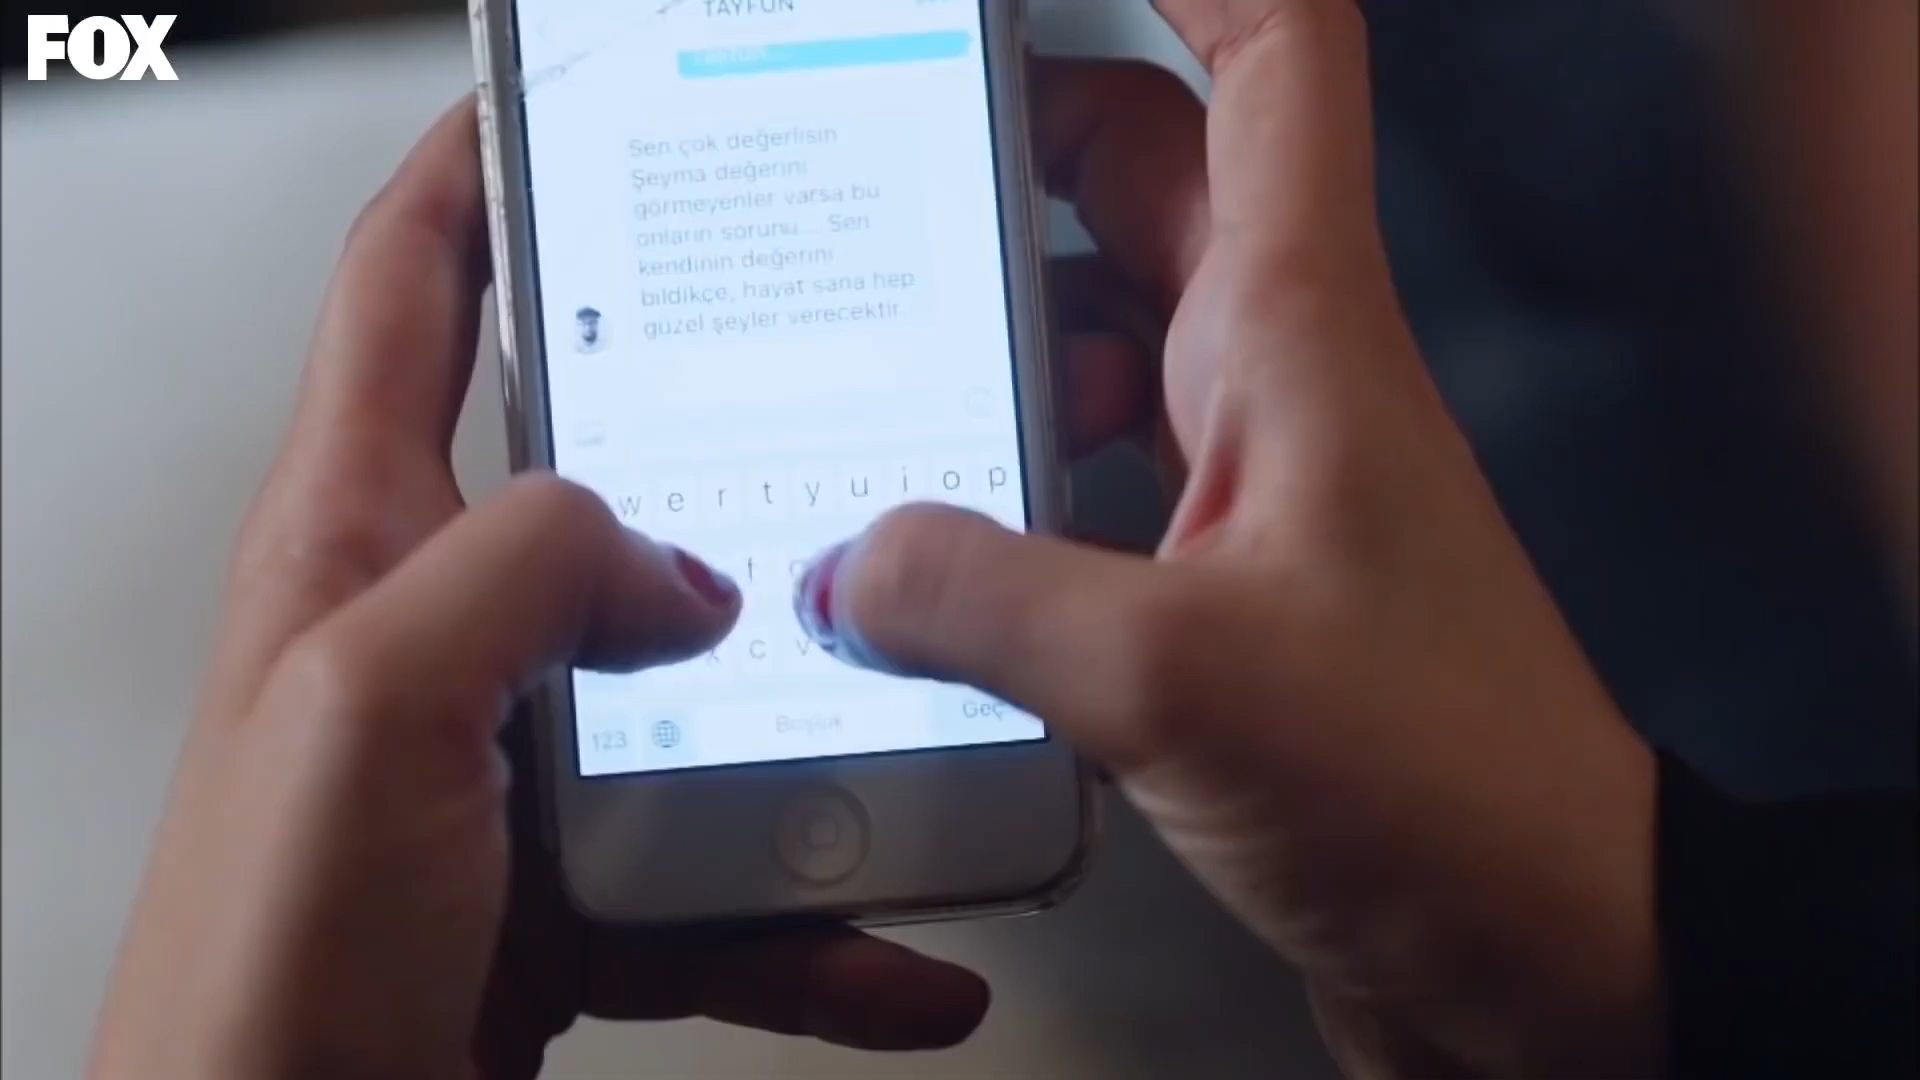 FOX
TAYFUN
Sen çok değerlisin
Şeyma değerini
görmeyenler varsa bu
onların sorunu... Sen
kendinin değerini
bildikçe, hayat sana hep
güzel şeyler verecektir.
w e r t y u i o p
f
x c v
123 Boşluk Geç